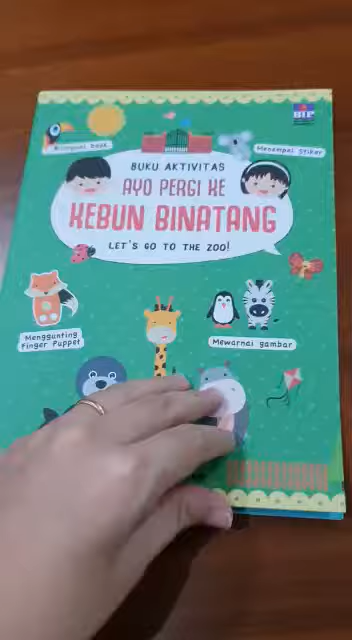 BIP
Bilingual book
Menempel Stiker
BUKU AKTIVITAS
AYO PERGI KE
KEBUN BINATANG
LET'S GO TO THE ZOO!
Menggunting
Finger Puppet
Mewarnai gambar